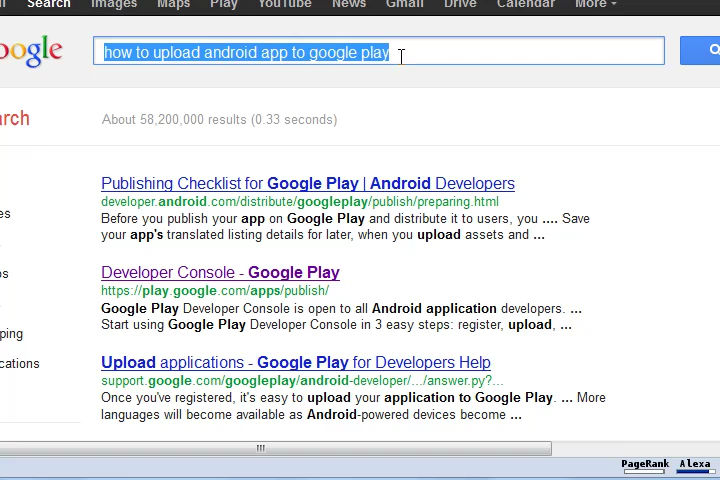 Search Images Maps Play YouTube News Gmail Drive Calendar More
oogle
how to upload android app to google play
arch
About 58,200,000 results (0.33 seconds)
Publishing Checklist for Google Play | Android Developers
developer.android.com/distribute/googleplay/publish/preparing.html
Before you publish your app on Google Play and distribute it to users, you .... Save
your app's translated listing details for later, when you upload assets and ...
es
Developer Console - Google Play
https://play.google.com/apps/publish/
Google Play Developer Console is open to all Android application developers. ...
Start using Google Play Developer Console in 3 easy steps: register, upload, ...
os
pping
Upload applications - Google Play for Developers Help
support.google.com/googleplay/android-developer/.../answer.py?...
Once you've registered, it's easy to upload your application to Google Play. ... More
languages will become available as Android-powered devices become ...
cations
PageRank Alexa